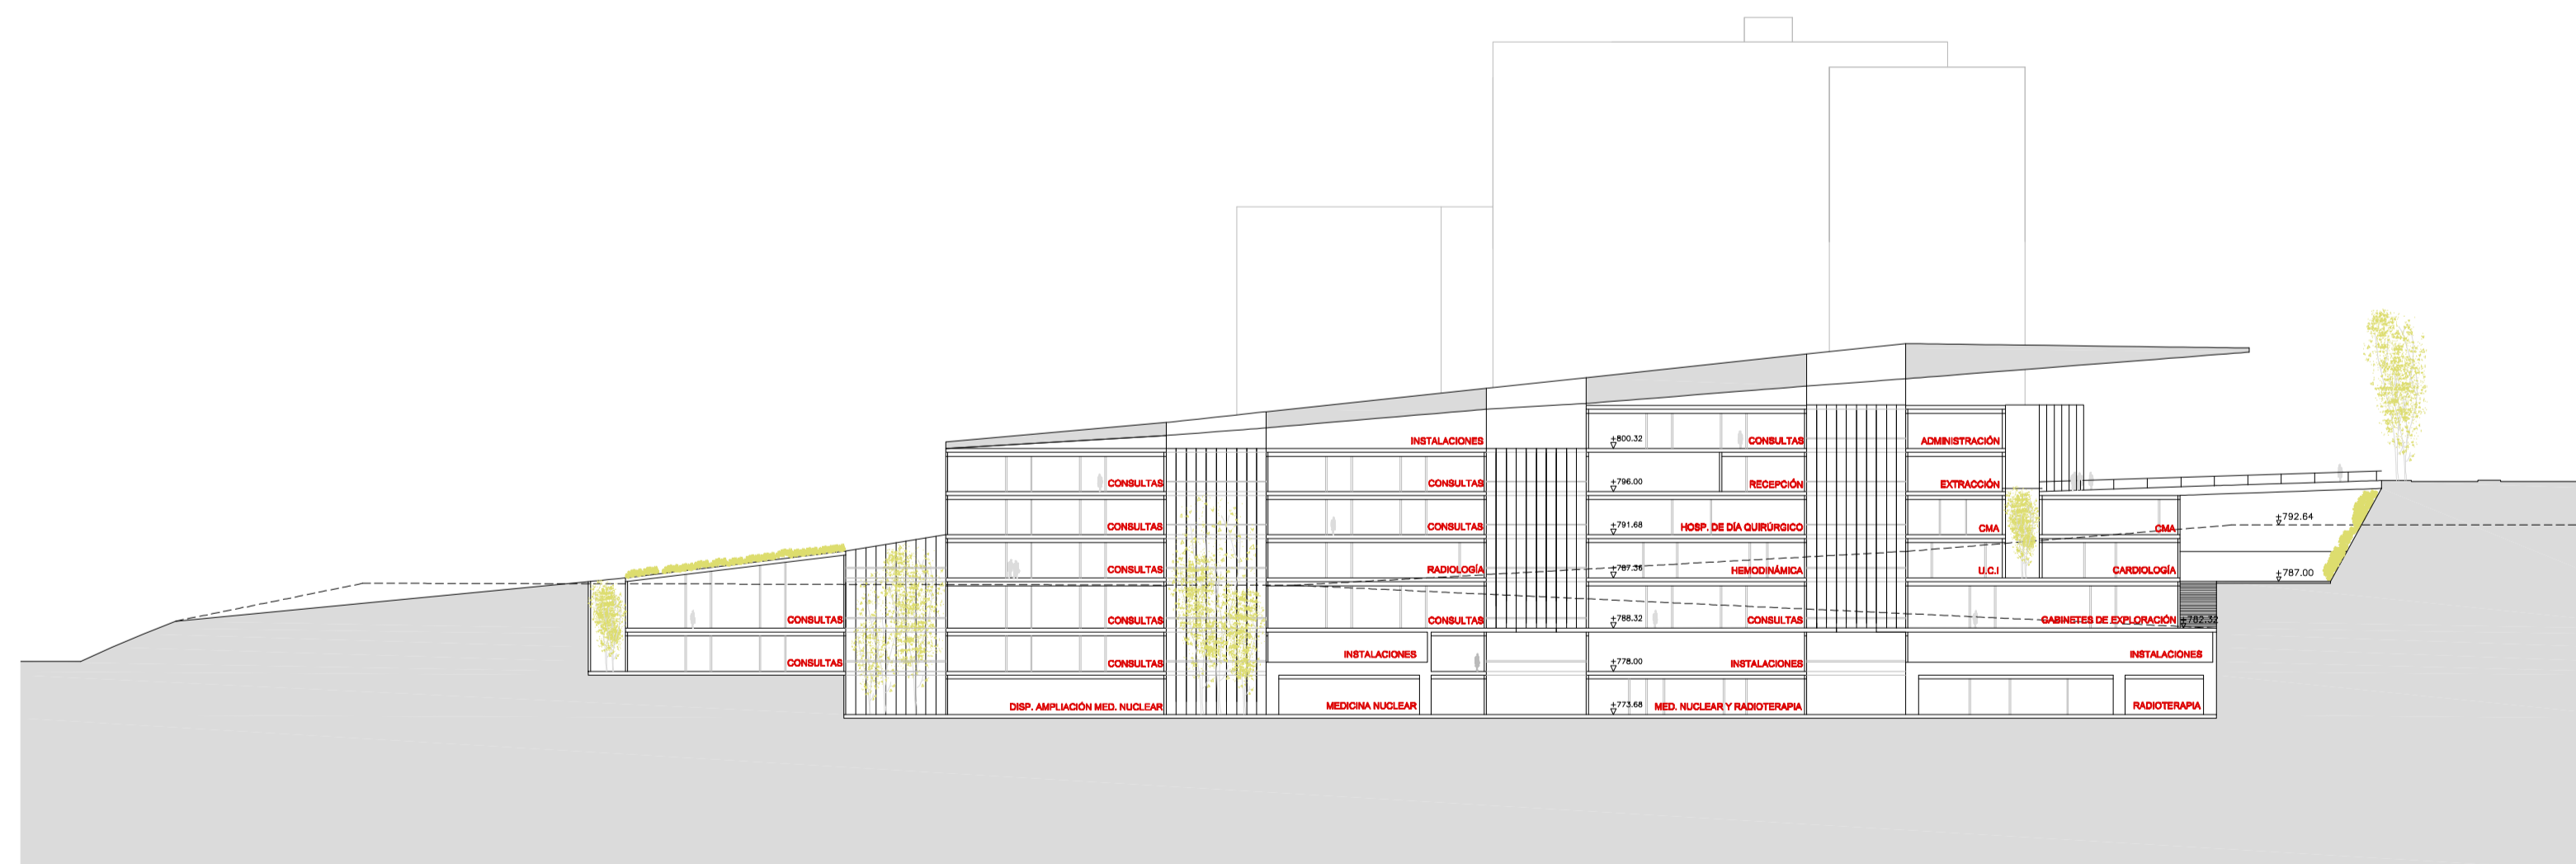 INSTALACIONES +800.32 CONSULTAS ADMINISTRACIÓN
CONSULTAS CONSULTAS +796.00 RECEPCIÓN EXTRACCIÓN
CONSULTAS CONSULTAS +791.68 HOSP. DE DÍA QUIRÚRGICO CMA CMA +792.64
CONSULTAS RADIOLOGÍA +787.36 HEMODINÁMICA U.C.I CARDIOLOGÍA +787.00
CONSULTAS CONSULTAS CONSULTAS +788.32 CONSULTAS GABINETES DE EXPLORACIÓN +782.32
CONSULTAS CONSULTAS INSTALACIONES +778.00 INSTALACIONES INSTALACIONES
DISP. AMPLIACIÓN MED. NUCLEAR MEDICINA NUCLEAR +773.68 MED. NUCLEAR Y RADIOTERAPIA RADIOTERAPIA